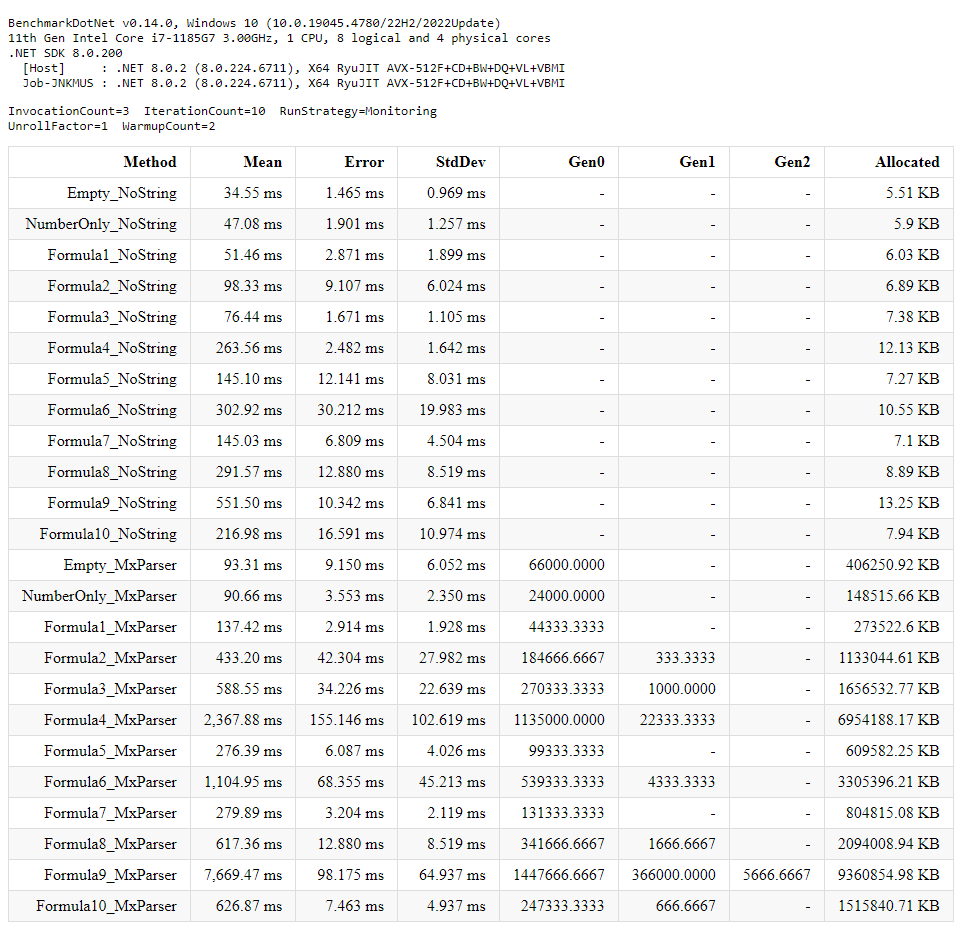 BenchmarkDotNet v0.14.0, Windows 10 (10.0.19045.4780/22H2/2022Update)
11th Gen Intel Core i7-1185G7 3.00GHz, 1 CPU, 8 logical and 4 physical cores
.NET SDK 8.0.200
[Host]     : .NET 8.0.2 (8.0.224.6711), X64 RyuJIT AVX-512F+CD+BW+DQ+VL+VBMI
Job-JNKMUS : .NET 8.0.2 (8.0.224.6711), X64 RyuJIT AVX-512F+CD+BW+DQ+VL+VBMI
InvocationCount=3  IterationCount=10  RunStrategy=Monitoring
UnrollFactor=1  WarmupCount=2
Method Mean Error StdDev Gen0 Gen1 Gen2 Allocated
Empty_NoString 34.55 ms 1.465 ms 0.969 ms - - - 5.51 KB
NumberOnly_NoString 47.08 ms 1.901 ms 1.257 ms - - - 5.9 KB
Formula1_NoString 51.46 ms 2.871 ms 1.899 ms - - - 6.03 KB
Formula2_NoString 98.33 ms 9.107 ms 6.024 ms - - - 6.89 KB
Formula3_NoString 76.44 ms 1.671 ms 1.105 ms - - - 7.38 KB
Formula4_NoString 263.56 ms 2.482 ms 1.642 ms - - - 12.13 KB
Formula5_NoString 145.10 ms 12.141 ms 8.031 ms - - - 7.27 KB
Formula6_NoString 302.92 ms 30.212 ms 19.983 ms - - - 10.55 KB
Formula7_NoString 145.03 ms 6.809 ms 4.504 ms - - - 7.1 KB
Formula8_NoString 291.57 ms 12.880 ms 8.519 ms - - - 8.89 KB
Formula9_NoString 551.50 ms 10.342 ms 6.841 ms - - - 13.25 KB
Formula10_NoString 216.98 ms 16.591 ms 10.974 ms - - - 7.94 KB
Empty_MxParser 93.31 ms 9.150 ms 6.052 ms 66000.0000 - - 406250.92 KB
NumberOnly_MxParser 90.66 ms 3.553 ms 2.350 ms 24000.0000 - - 148515.66 KB
Formula1_MxParser 137.42 ms 2.914 ms 1.928 ms 44333.3333 - - 273522.6 KB
Formula2_MxParser 433.20 ms 42.304 ms 27.982 ms 184666.6667 333.3333 - 1133044.61 KB
Formula3_MxParser 588.55 ms 34.226 ms 22.639 ms 270333.3333 1000.0000 - 1656532.77 KB
Formula4_MxParser 2,367.88 ms 155.146 ms 102.619 ms 1135000.0000 22333.3333 - 6954188.17 KB
Formula5_MxParser 276.39 ms 6.087 ms 4.026 ms 99333.3333 - - 609582.25 KB
Formula6_MxParser 1,104.95 ms 68.355 ms 45.213 ms 539333.3333 4333.3333 - 3305396.21 KB
Formula7_MxParser 279.89 ms 3.204 ms 2.119 ms 131333.3333 - - 804815.08 KB
Formula8_MxParser 617.36 ms 12.880 ms 8.519 ms 341666.6667 1666.6667 - 2094008.94 KB
Formula9_MxParser 7,669.47 ms 98.175 ms 64.937 ms 1447666.6667 366000.0000 5666.6667 9360854.98 KB
Formula10_MxParser 626.87 ms 7.463 ms 4.937 ms 247333.3333 666.6667 - 1515840.71 KB